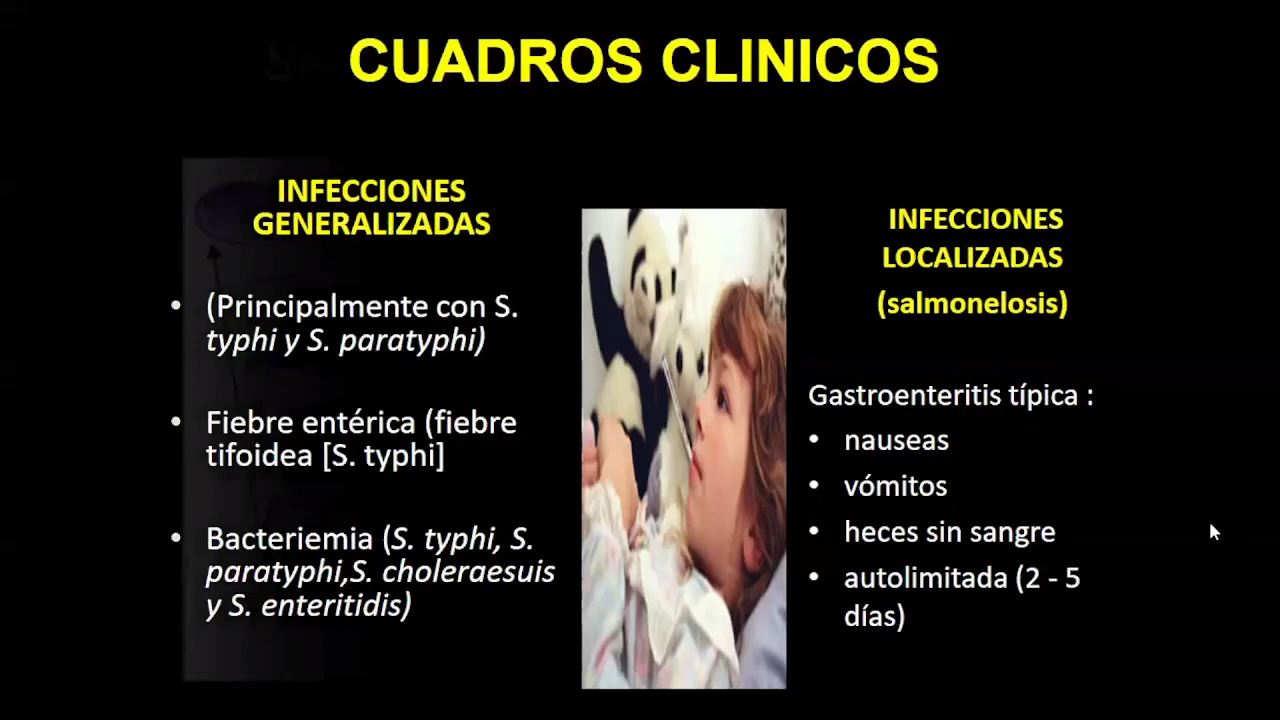 CUADROS CLINICOS
INFECCIONES
GENERALIZADAS
• (Principalmente con S.
typhi y S. paratyphi)
• Fiebre entérica (fiebre
tifoidea [S. typhi]
• Bacteriemia (S. typhi, S.
paratyphi,S. choleraesuis
y S. enteritidis)
INFECCIONES
LOCALIZADAS
(salmonelosis)
Gastroenteritis típica :
• nauseas
• vómitos
• heces sin sangre
• autolimitada (2 - 5
días)